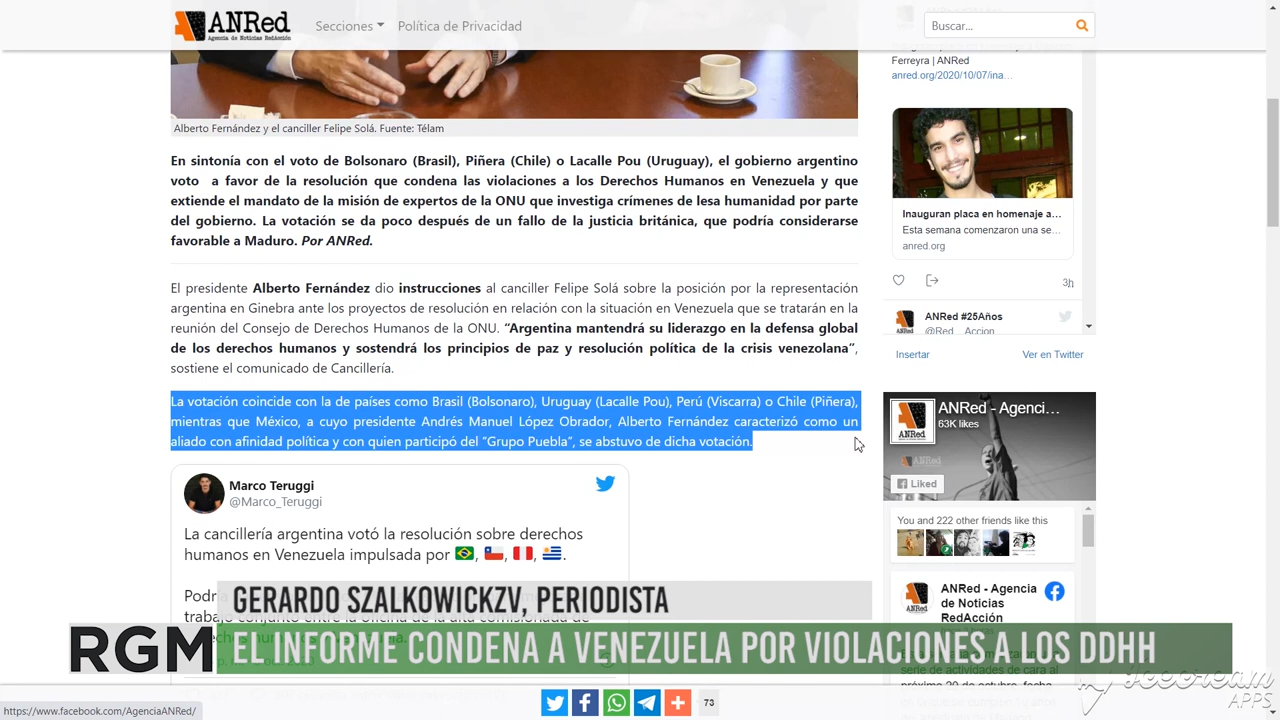 ANRed
Agencia de Noticias RedAcción
Secciones
Política de Privacidad
Buscar...
Alberto Fernández y el canciller Felipe Solá. Fuente: Télam
En sintonía con el voto de Bolsonaro (Brasil), Piñera (Chile) o Lacalle Pou (Uruguay), el gobierno argentino
voto a favor de la resolución que condena las violaciones a los Derechos Humanos en Venezuela y que
extiende el mandato de la misión de expertos de la ONU que investiga crímenes de lesa humanidad por parte
del gobierno. La votación se da poco después de un fallo de la justicia británica, que podría considerarse
favorable a Maduro. Por ANRed.
El presidente Alberto Fernández dio instrucciones al canciller Felipe Solá sobre la posición por la representación
argentina en Ginebra ante los proyectos de resolución en relación con la situación en Venezuela que se tratarán en la
reunión del Consejo de Derechos Humanos de la ONU. “Argentina mantendrá su liderazgo en la defensa global
de los derechos humanos y sostendrá los principios de paz y resolución política de la crisis venezolana”,
sostiene el comunicado de Cancillería.
La votación coincide con la de países como Brasil (Bolsonaro), Uruguay (Lacalle Pou), Perú (Viscarra) o Chile (Piñera),
mientras que México, a cuyo presidente Andrés Manuel López Obrador, Alberto Fernández caracterizó como un
aliado con afinidad política y con quien participó del “Grupo Puebla”, se abstuvo de dicha votación.
Marco Teruggi
@Marco_Teruggi
La cancillería argentina votó la resolución sobre derechos
humanos en Venezuela impulsada por , , , .
Ferreyra | ANRed
anred.org/2020/10/07/ina…
Inauguran placa en homenaje a...
Esta semana comenzaron una se...
anred.org
3h
ANRed #25Años
@Red_Accion
Insertar
Ver en Twitter
ANRed - Agenci...
63K likes
Liked
You and 222 other friends like this
ANRed - Agencia
de Noticias
RedAcción
GERARDO SZALKOWICKZV, PERIODISTA
RGM
EL INFORME CONDENA A VENEZUELA POR VIOLACIONES A LOS DDHH
73
https://www.facebook.com/AgenciaANRed/
icecream
APPS